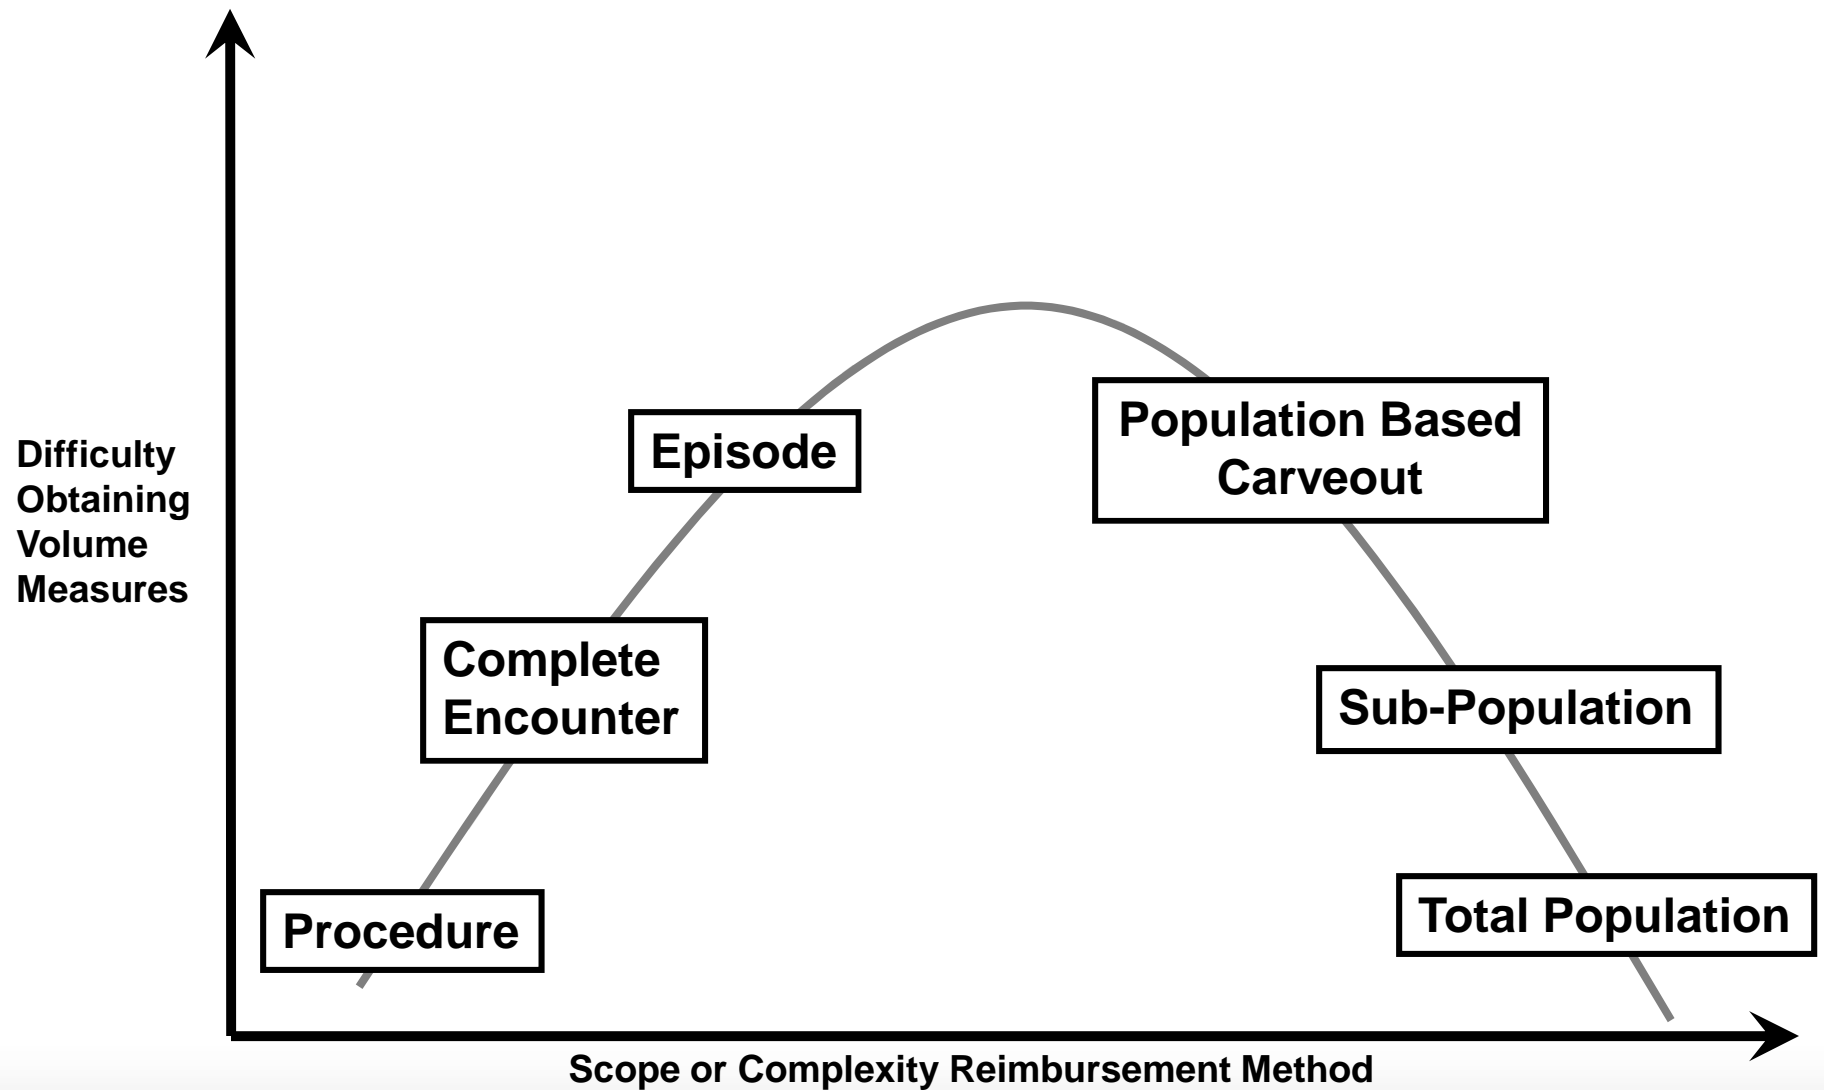 Difficulty
Obtaining
Volume
Measures
Episode
Population Based
Carveout
Complete
Encounter
Sub-Population
Procedure
Total Population
Scope or Complexity Reimbursement Method